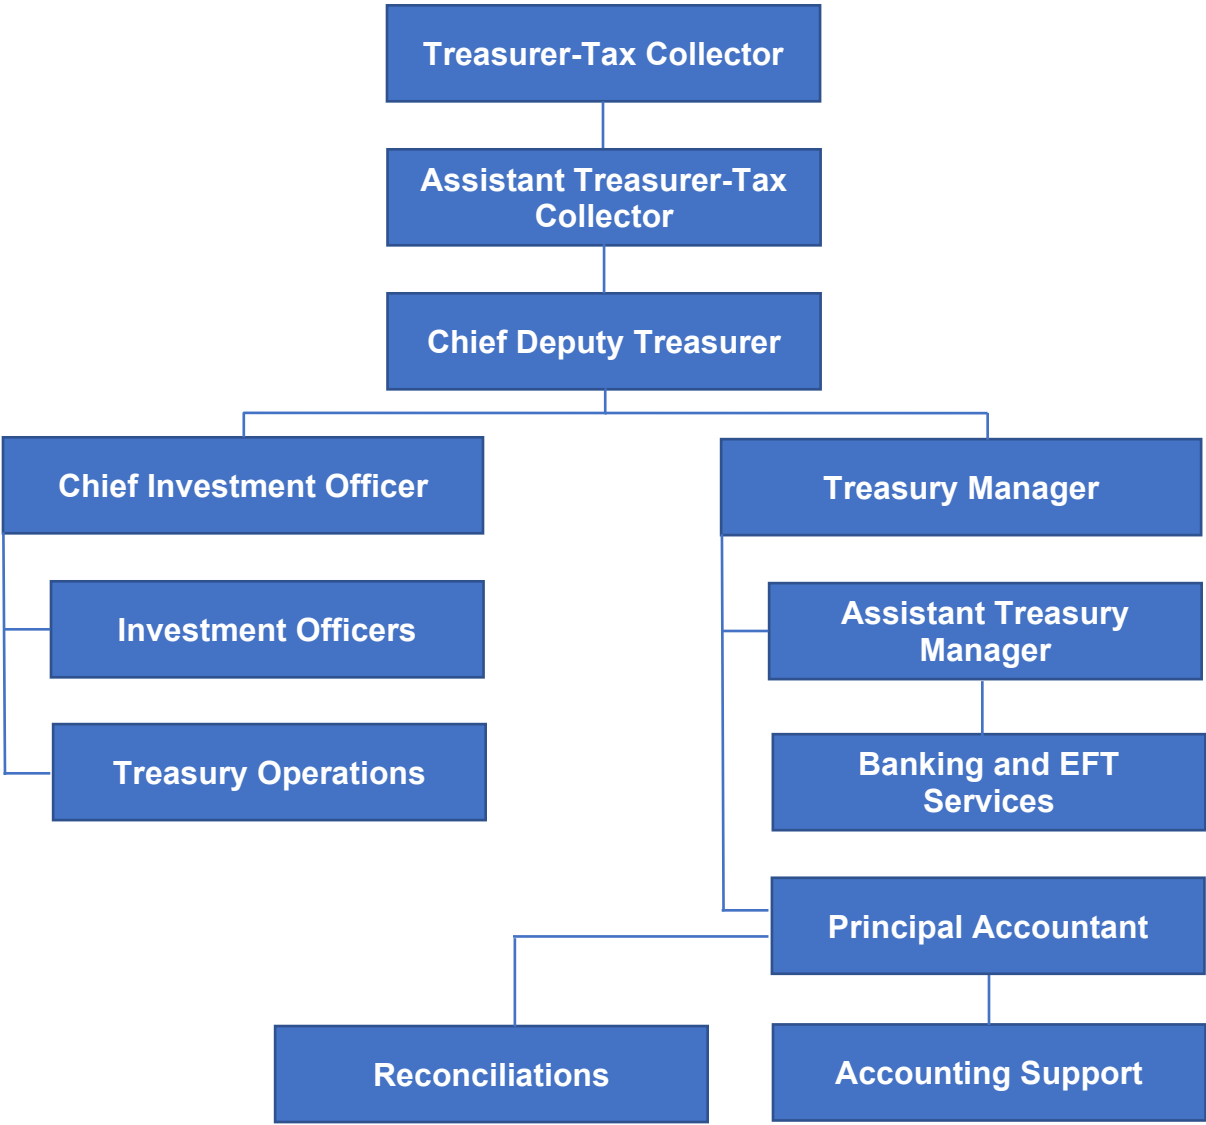 Treasurer-Tax Collector
Assistant Treasurer-Tax
Collector
Chief Deputy Treasurer
Chief Investment Officer
Treasury Manager
Investment Officers
Assistant Treasury
Manager
Treasury Operations
Banking and EFT
Services
Principal Accountant
Reconciliations
Accounting Support